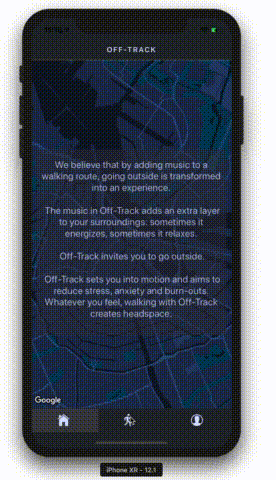 OFF-TRACK
We believe that by adding music to a
walking route, going outside is transformed
into an experience.
The music in Off-Track adds an extra layer
to your surroundings: sometimes it
energizes, sometimes it relaxes.
Off-Track invites you to go outside.
Off-Track sets you into motion and aims to
reduce stress, anxiety and burn-outs.
Whatever you feel, walking with Off-Track
creates headspace.
Google
iPhone XR - 12.1